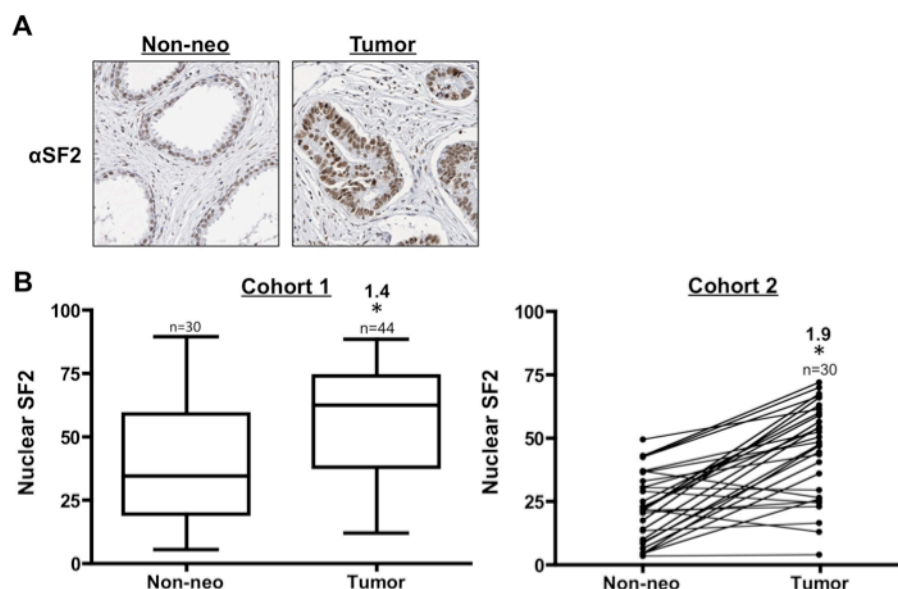 A
Non-neo Tumor
αSF2
B
Cohort 1
Nuclear SF2
100
75
50
25
0
n=30
1.4
*
n=44
Non-neo Tumor
Cohort 2
Nuclear SF2
100
75
50
25
0
1.9
*
n=30
Non-neo Tumor